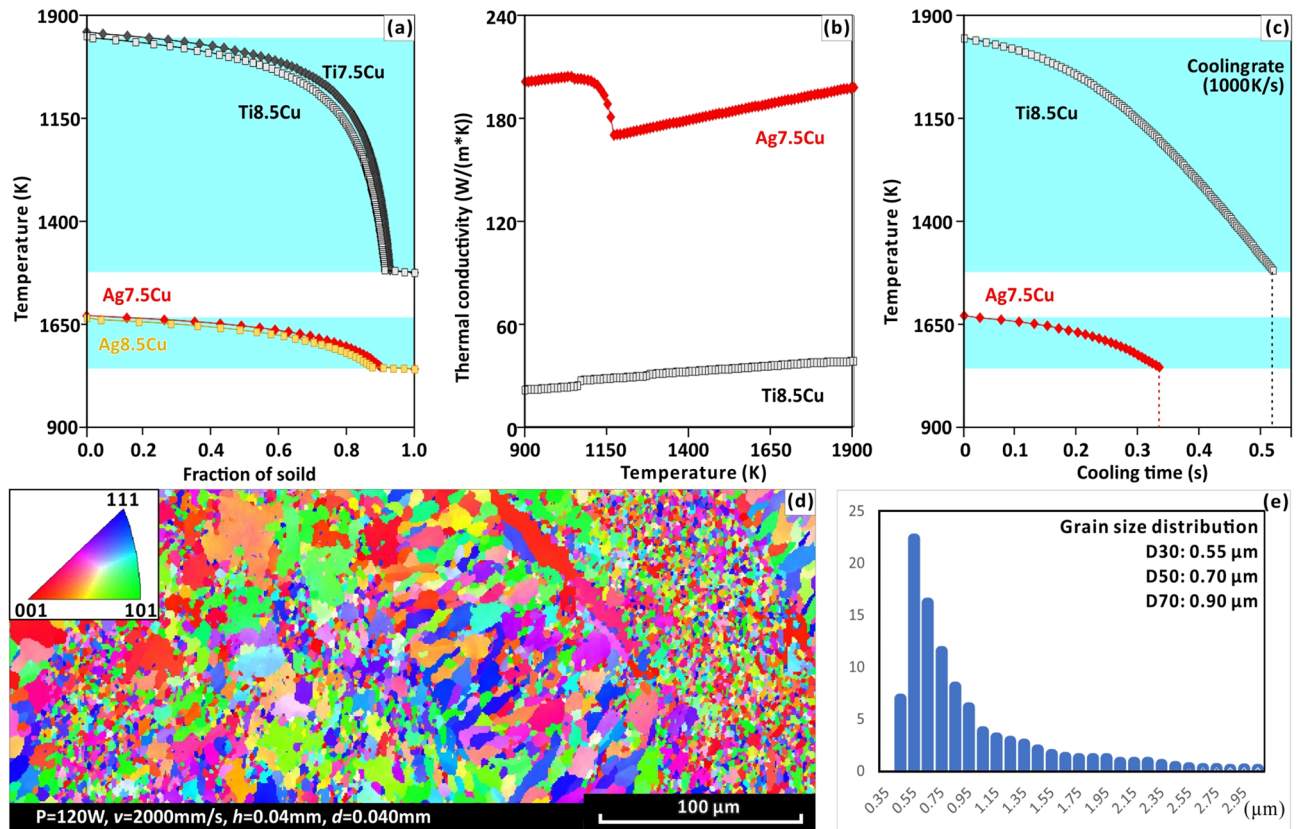 (a)
1900
1150
1400
1650
900
Temperature (K)
Ti7.5Cu
Ti8.5Cu
Ag7.5Cu
Ag8.5Cu
0.0 0.2 0.4 0.6 0.8 1.0
Fraction of soild
(b)
240
180
120
60
0
Thermal conductivity (W/(m*K)
Ag7.5Cu
Ti8.5Cu
900 1150 1400 1650 1900
Temperature (K)
(c)
1900
1150
1400
1650
900
Temperature (K)
Coolingrate
(1000K/s)
Ti8.5Cu
Ag7.5Cu
0 0.1 0.2 0.3 0.4 0.5
Cooling time (s)
(d)
111
001 101
P=120W, v=2000mm/s, h=0.04mm, d=0.040mm
100 μm
(e)
25
20
15
10
5
0
Grain size distribution
D30: 0.55 μm
D50: 0.70 μm
D70: 0.90 μm
0.35 0.55 0.75 0.95 1.15 1.35 1.55 1.75 1.95 2.15 2.35 2.55 2.75 2.95 (μm)